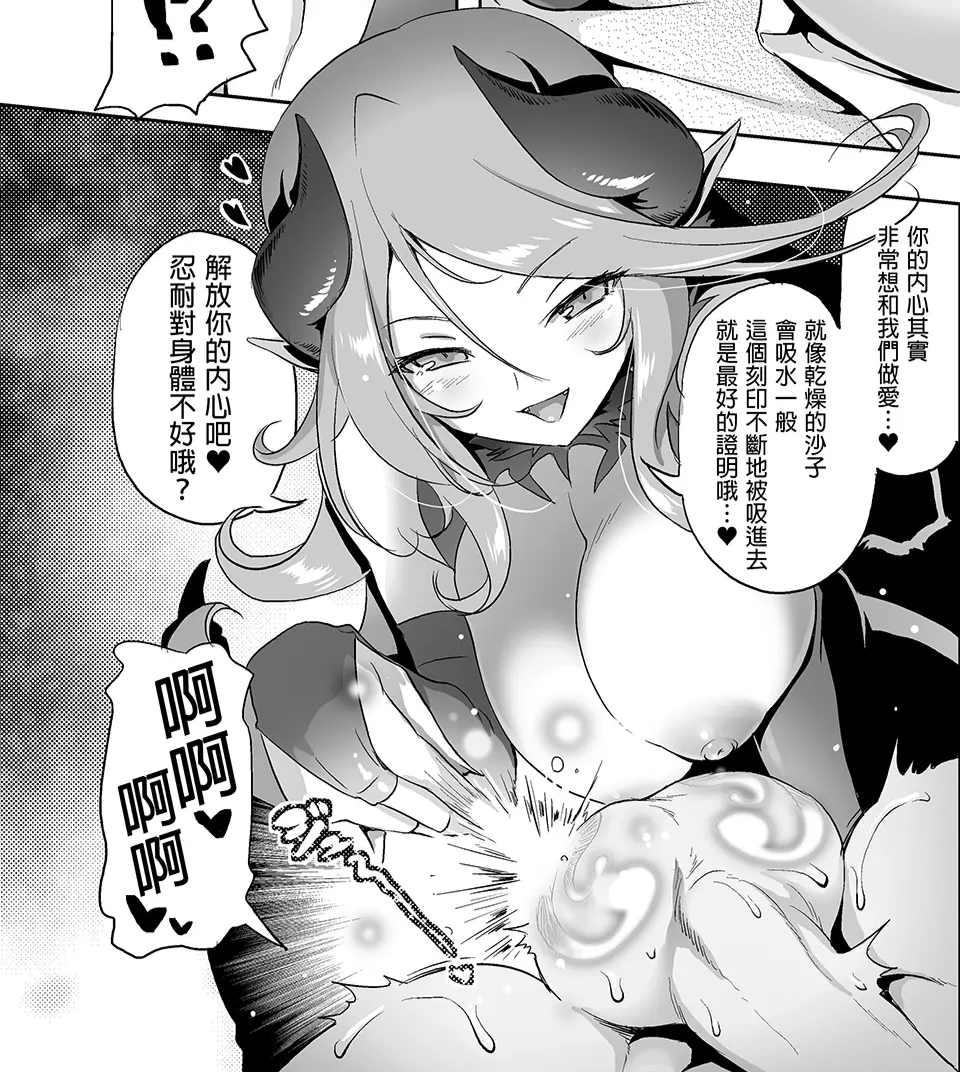 !?
你的內心其實
非常想和我們做愛…♥
就像乾燥的沙子
會吸水一般
這個刻印不斷地被吸進去
就是最好的證明哦…♥
解放你的內心吧♥
忍耐對身體不好哦？
啊啊♥
啊啊♥♥
ジュ〜〜♥